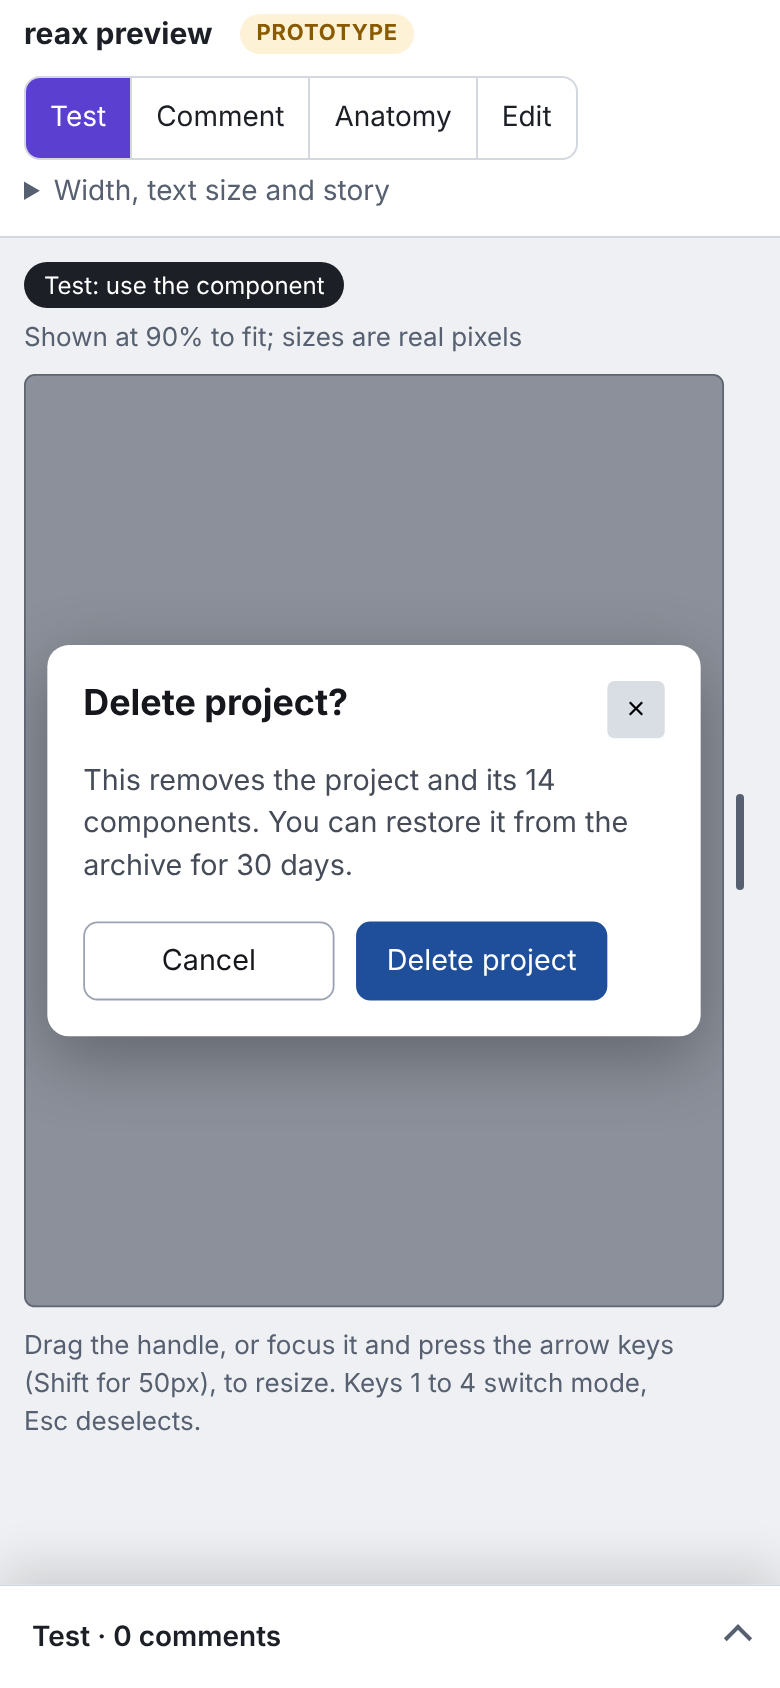 reax preview
PROTOTYPE
Test
Comment
Anatomy
Edit
Width, text size and story
Test: use the component
Shown at 90% to fit; sizes are real pixels
Delete project?
×
This removes the project and its 14
components. You can restore it from the
archive for 30 days.
Cancel
Delete project
Drag the handle, or focus it and press the arrow keys
(Shift for 50px), to resize. Keys 1 to 4 switch mode,
Esc deselects.
Test · 0 comments